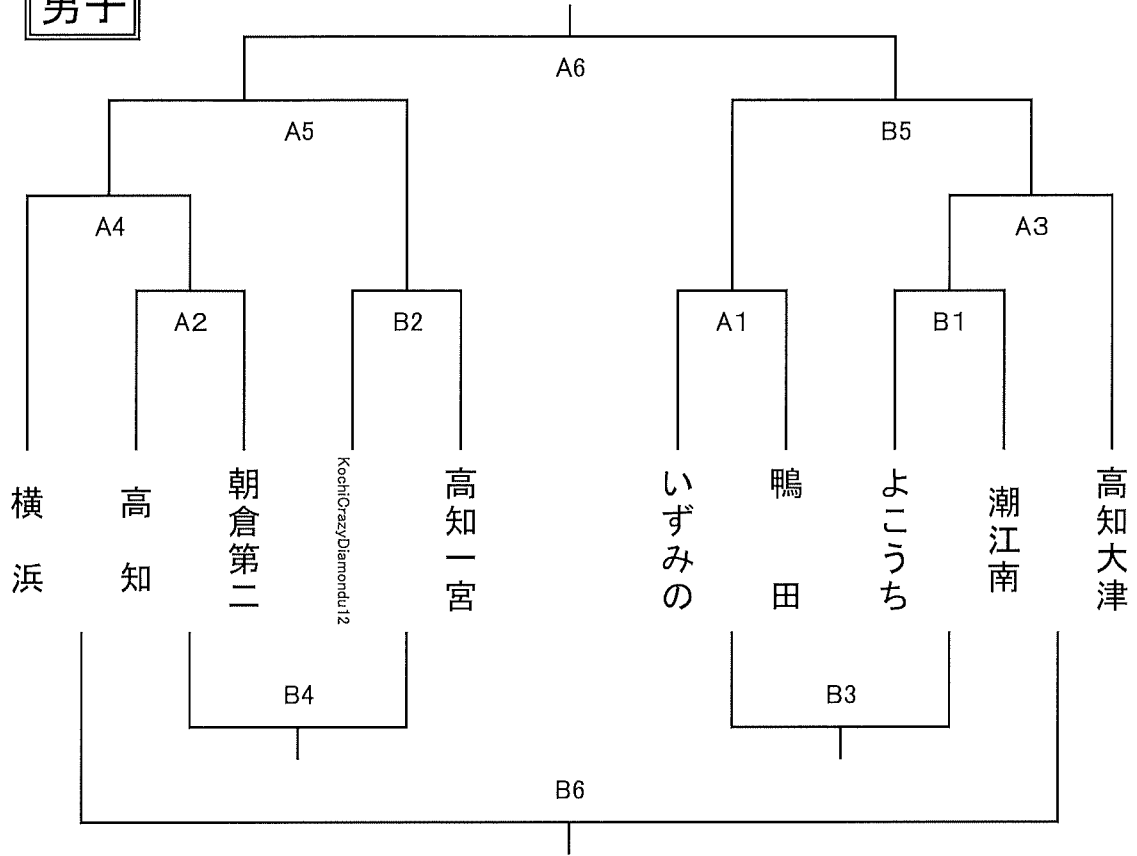 男子
A6
A5
B5
A4
A3
A2
B2
A1
B1
横浜
高知
朝倉第二
KochiCrazyDiamondu12
高知一宮
いずみの
鴨田
よこうち
潮江南
高知大津
B4
B3
B6